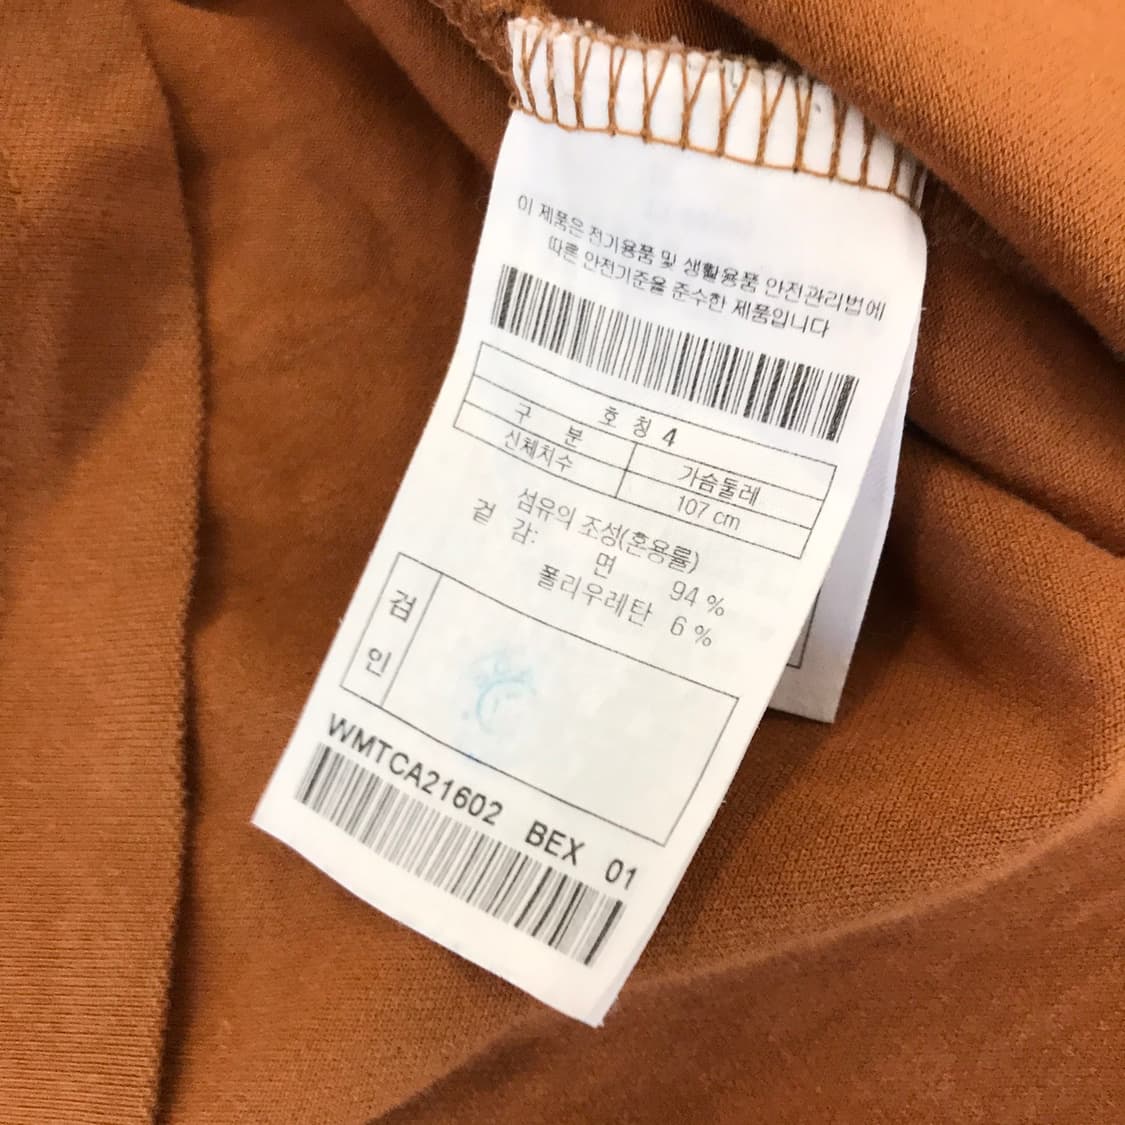 이 제품은 전기용품 및 생활용품 안전관리법에
따른 안전기준을 준수한 제품입니다
호 칭 4
구 분 가슴둘레
신체치수 107 cm
섬유의 조성(혼용률)
겉 감: 면 94 %
폴리우레탄 6 %
검 인
WMTCA21602 BEX 01